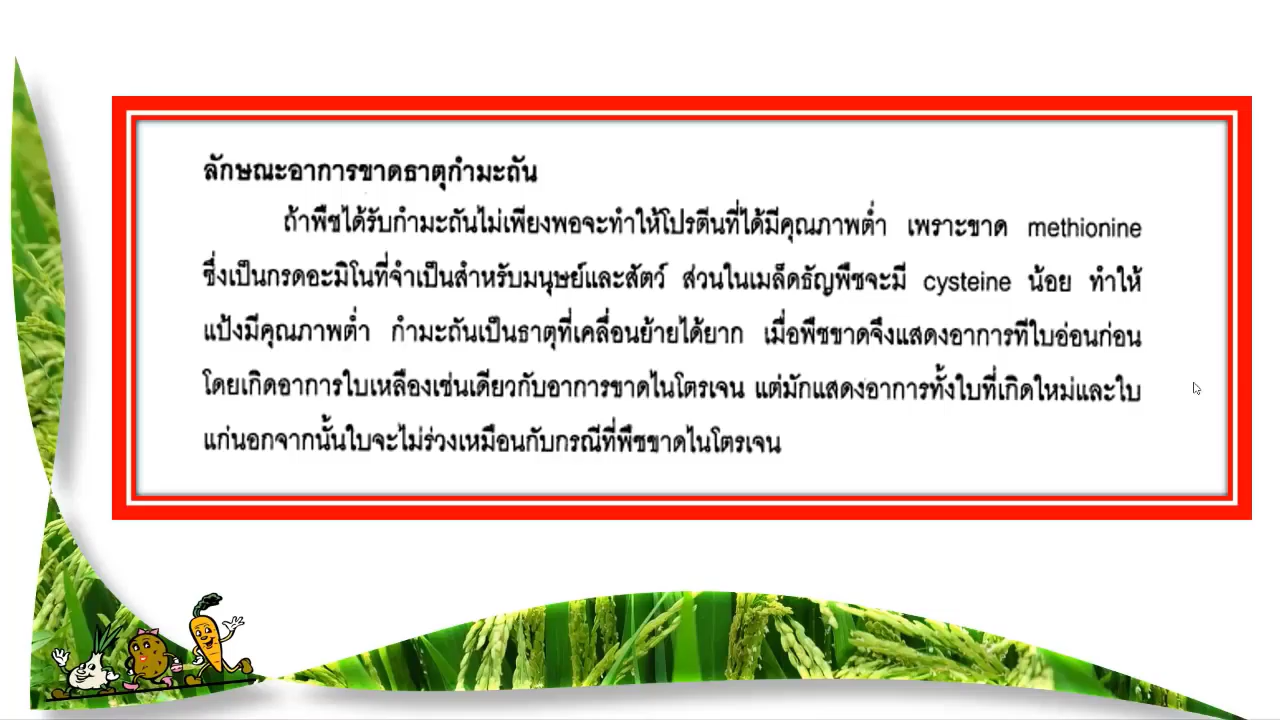 ลักษณะอาการขาดธาตุกำมะถัน
ถ้าพืชได้รับกำมะถันไม่เพียงพอจะทำให้โปรตีนที่ได้มีคุณภาพต่ำ เพราะขาด methionine
ซึ่งเป็นกรดอะมิโนที่จำเป็นสำหรับมนุษย์และสัตว์ ส่วนในเมล็ดธัญพืชจะมี cysteine น้อย ทำให้
แป้งมีคุณภาพต่ำ กำมะถันเป็นธาตุที่เคลื่อนย้ายได้ยาก เมื่อพืชขาดจึงแสดงอาการทีใบอ่อนก่อน
โดยเกิดอาการใบเหลืองเช่นเดียวกับอาการขาดไนโตรเจน แต่มักแสดงอาการทั้งใบที่เกิดใหม่และใบ
แก่นอกจากนั้นใบจะไม่ร่วงเหมือนกับกรณีที่พืชขาดไนโตรเจน